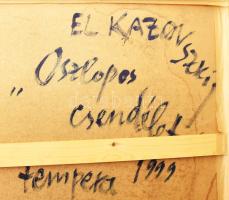 EL KAZOVSZKIJ
„Oszlopos
csendélet"
tempera 1999